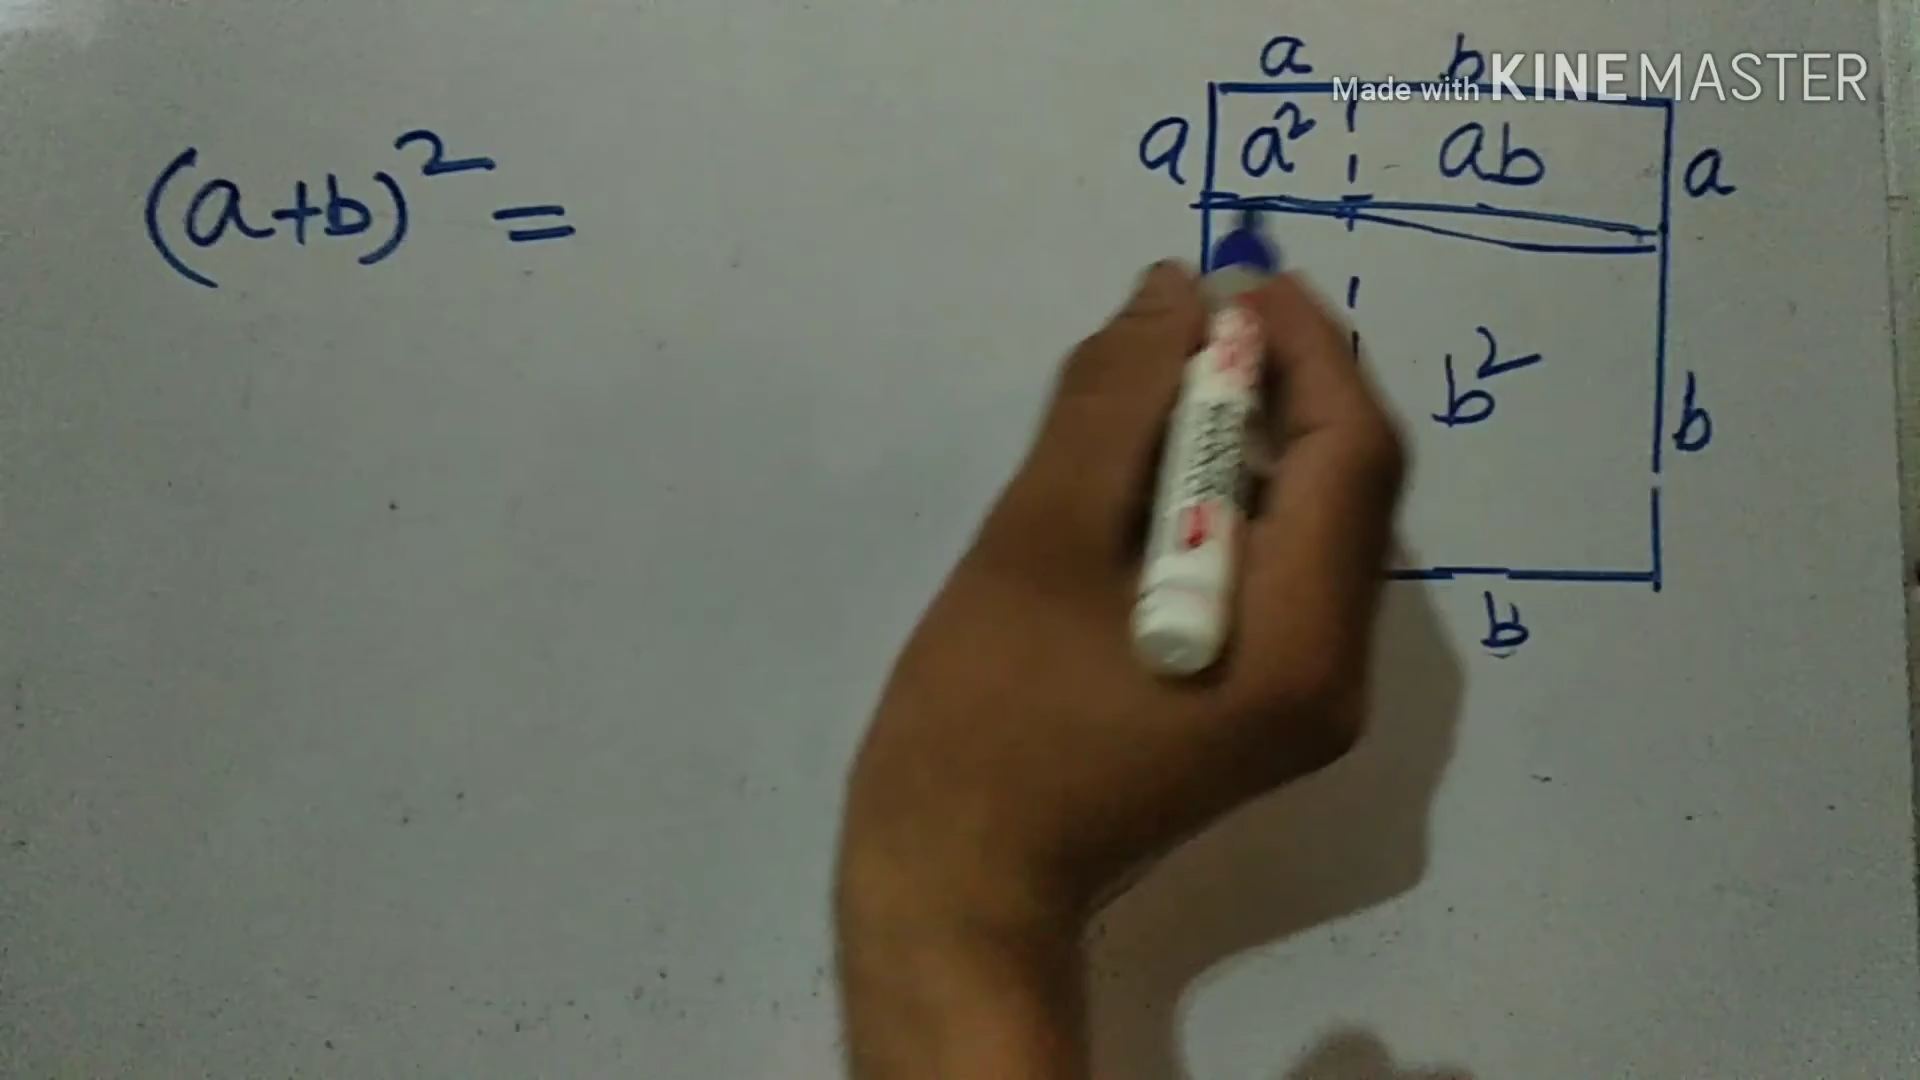 a b
Made with KINEMASTER
(a+b)² =
a a² ab a
b² b
b